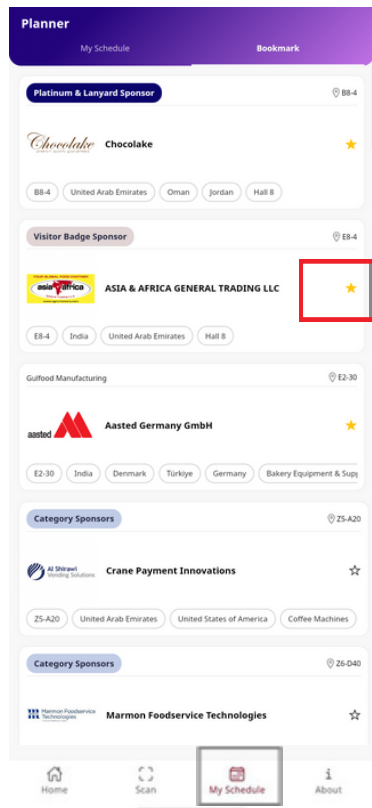 Planner
My Schedule
Bookmark
Platinum & Lanyard Sponsor
B8-4
Chocolake
Chocolake
B8-4
United Arab Emirates
Oman
Jordan
Hall 8
Visitor Badge Sponsor
E8-4
asia africa
ASIA & AFRICA GENERAL TRADING LLC
E8-4
India
United Arab Emirates
Hall 8
Gulfood Manufacturing
E2-30
aasted
Aasted Germany GmbH
E2-30
India
Denmark
Türkiye
Germany
Bakery Equipment & Supp
Category Sponsors
Z5-A20
Al Shirawi
Vending Solutions
Crane Payment Innovations
Z5-A20
United Arab Emirates
United States of America
Coffee Machines
Category Sponsors
Z6-D40
Marmon Foodservice
Technologies
Marmon Foodservice Technologies
Home
Scan
My Schedule
About